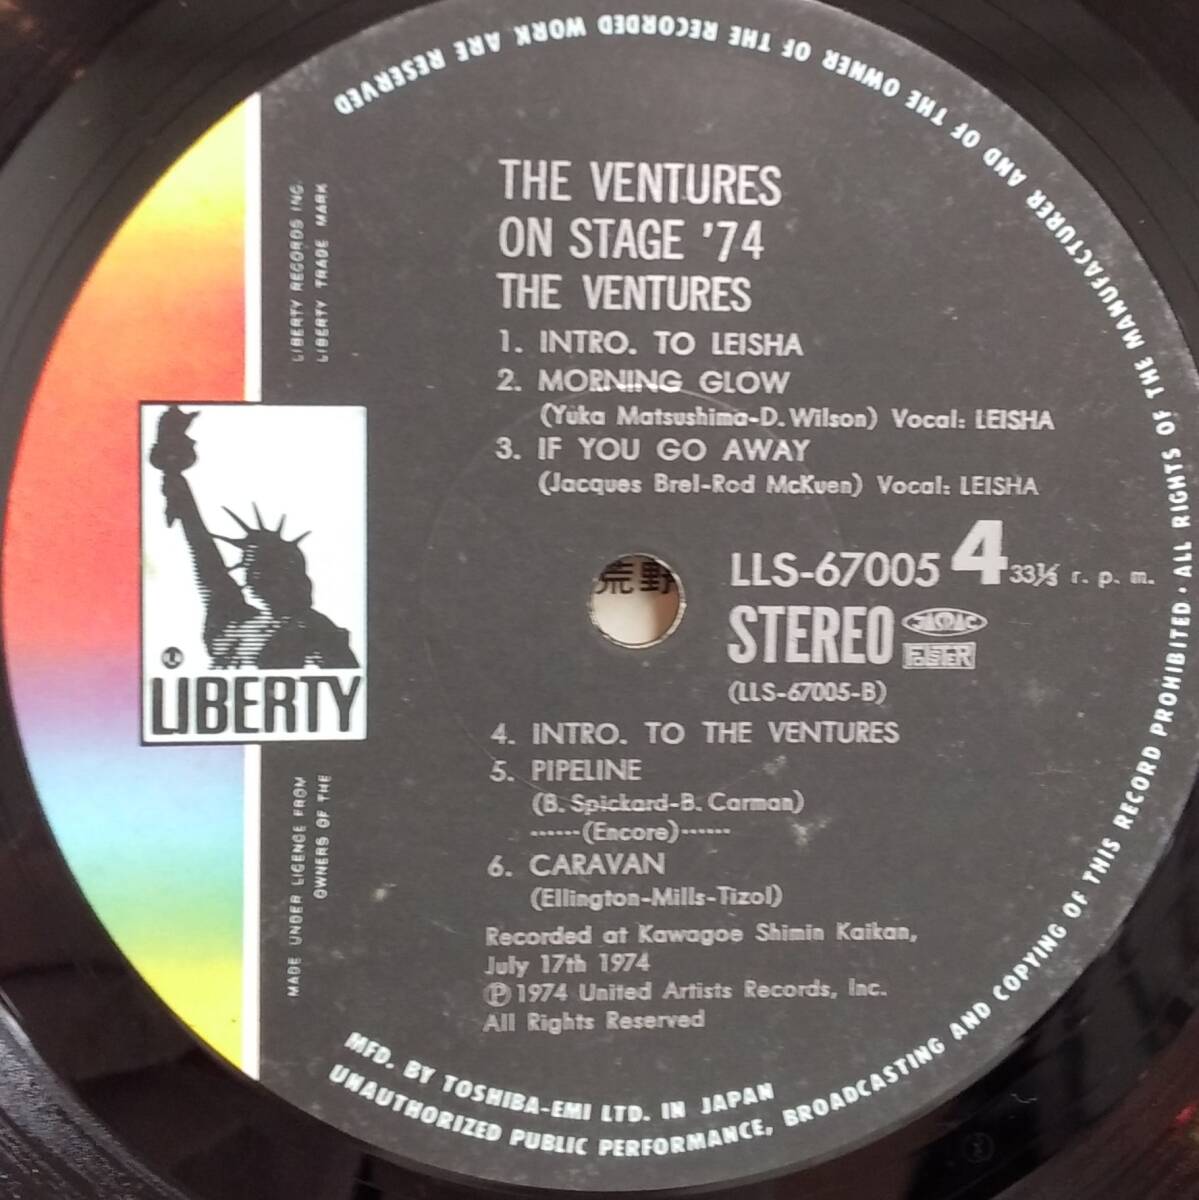 THE VENTURES
ON STAGE '74
THE VENTURES
1. INTRO. TO LEISHA
2. MORNING GLOW
(Yuka Matsushima-D. Wilson) Vocal: LEISHA
3. IF YOU GO AWAY
(Jacques Brel-Rod McKuen) Vocal: LEISHA
LLS-67005 4 33⅓ r. p. m.
STEREO JASRAC
(LLS-67005-B)
4. INTRO. TO THE VENTURES
5. PIPELINE
(B. Spickard-B. Carman)
······(Encore)······
6. CARAVAN
(Ellington-Mills-Tizol)
Recorded at Kawagoe Shimin Kaikan,
July 17th 1974
Ⓟ1974 United Artists Records, Inc.
All Rights Reserved
LIBERTY RECORDS INC.
LIBERTY TRADE MARK
LIBERTY
MADE UNDER LICENCE FROM
OWNERS OF THE
荒野
MFD. BY TOSHIBA-EMI LTD. IN JAPAN
UNAUTHORIZED PUBLIC PERFORMANCE, BROADCASTING AND COPYING OF THIS RECORD PROHIBITED · ALL RIGHTS OF THE MANUFACTURER AND OF THE OWNER OF THE RECORDED WORK ARE RESERVED